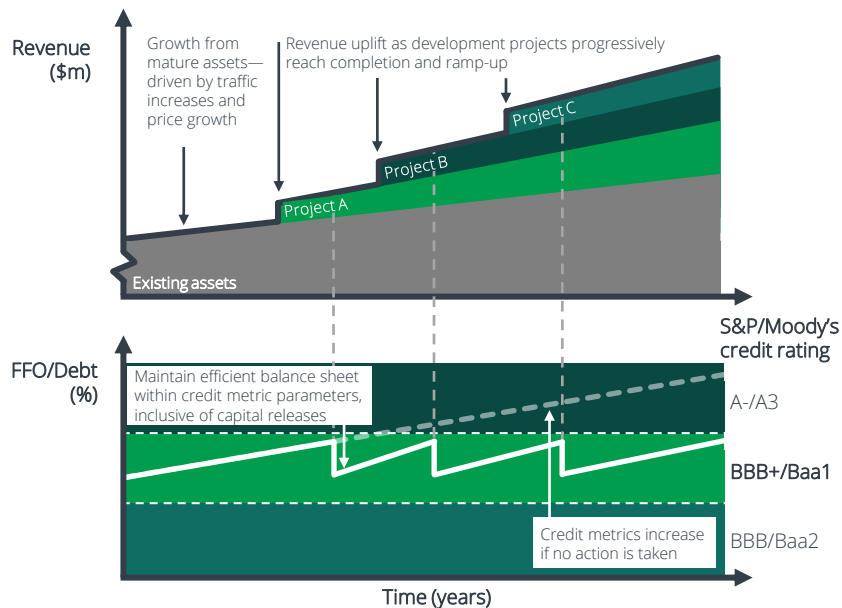 Revenue
($m)
Growth from
mature assets—
driven by traffic
increases and
price growth
Revenue uplift as development projects progressively
reach completion and ramp-up
Project C
Project B
Project A
Existing assets
S&P/Moody's
credit rating
FFO/Debt
(%)
Maintain efficient balance sheet
within credit metric parameters,
inclusive of capital releases
A-/A3
BBB+/Baa1
Credit metrics increase
if no action is taken
BBB/Baa2
Time (years)